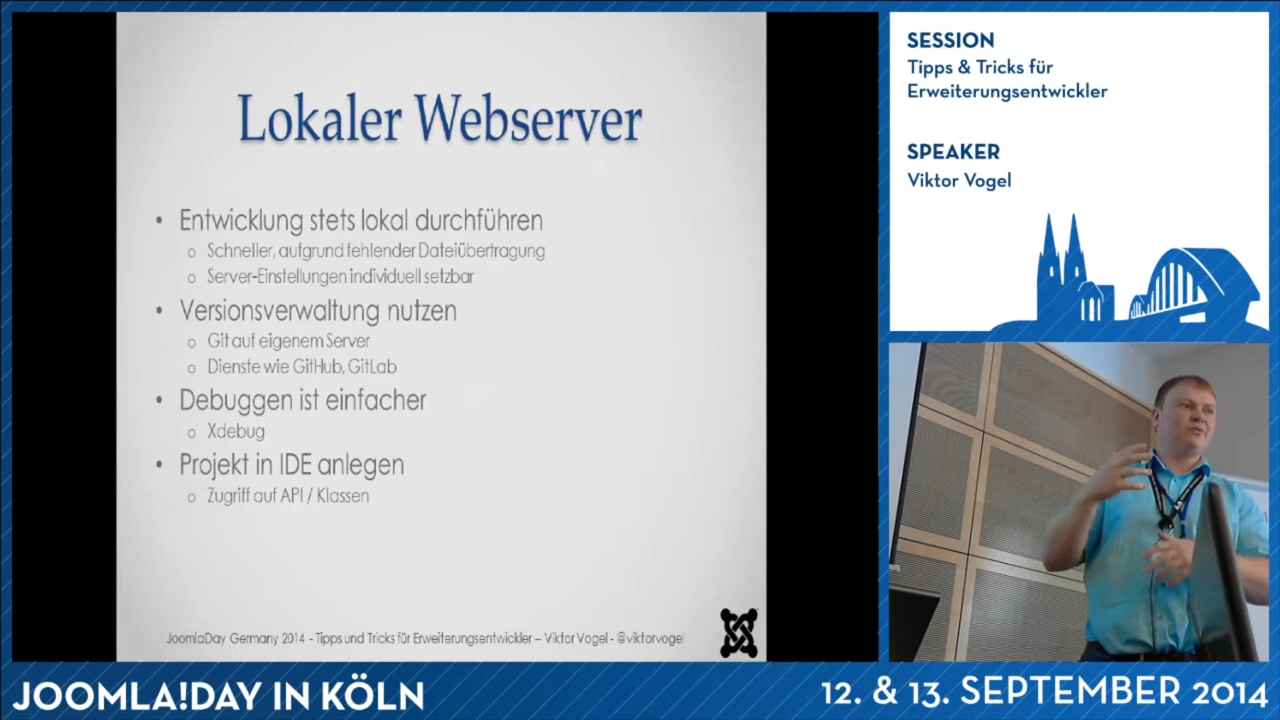 Lokaler Webserver
• Entwicklung stets lokal durchführen
o Schneller, aufgrund fehlender Dateiübertragung
o Server-Einstellungen individuell setzbar
• Versionsverwaltung nutzen
o Git auf eigenem Server
o Dienste wie GitHub, GitLab
• Debuggen ist einfacher
o Xdebug
• Projekt in IDE anlegen
o Zugriff auf API / Klassen
JoomlaDay Germany 2014 - Tipps und Tricks für Erweiterungsentwickler – Viktor Vogel - @viktorvogel
SESSION
Tipps & Tricks für
Erweiterungsentwickler
SPEAKER
Viktor Vogel
JOOMLA!DAY IN KÖLN
12. & 13. SEPTEMBER 2014